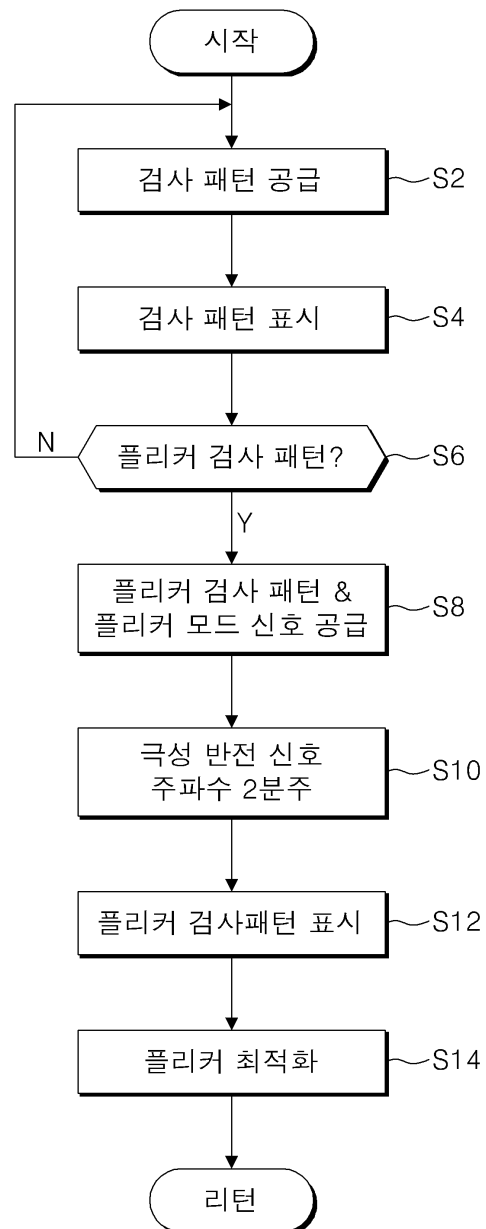 시작
검사 패턴 공급
S2
검사 패턴 표시
S4
플리커 검사 패턴?
S6
N
Y
플리커 검사 패턴 &
플리커 모드 신호 공급
S8
극성 반전 신호
주파수 2분주
S10
플리커 검사패턴 표시
S12
플리커 최적화
S14
리턴